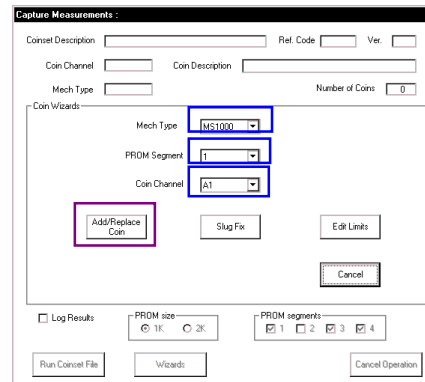 Capture Measurements :
Coinset Description Ref. Code Ver.
Coin Channel Coin Description
Mech Type Number of Coins 0
Coin Wizards
Mech Type MS1000
PROM Segment 1
Coin Channel A1
Add/Replace Coin Slug Fix Edit Limits
Cancel
Log Results PROM size 1K 2K PROM segments 1 2 3 4
Run Coinset File Wizards Cancel Operation